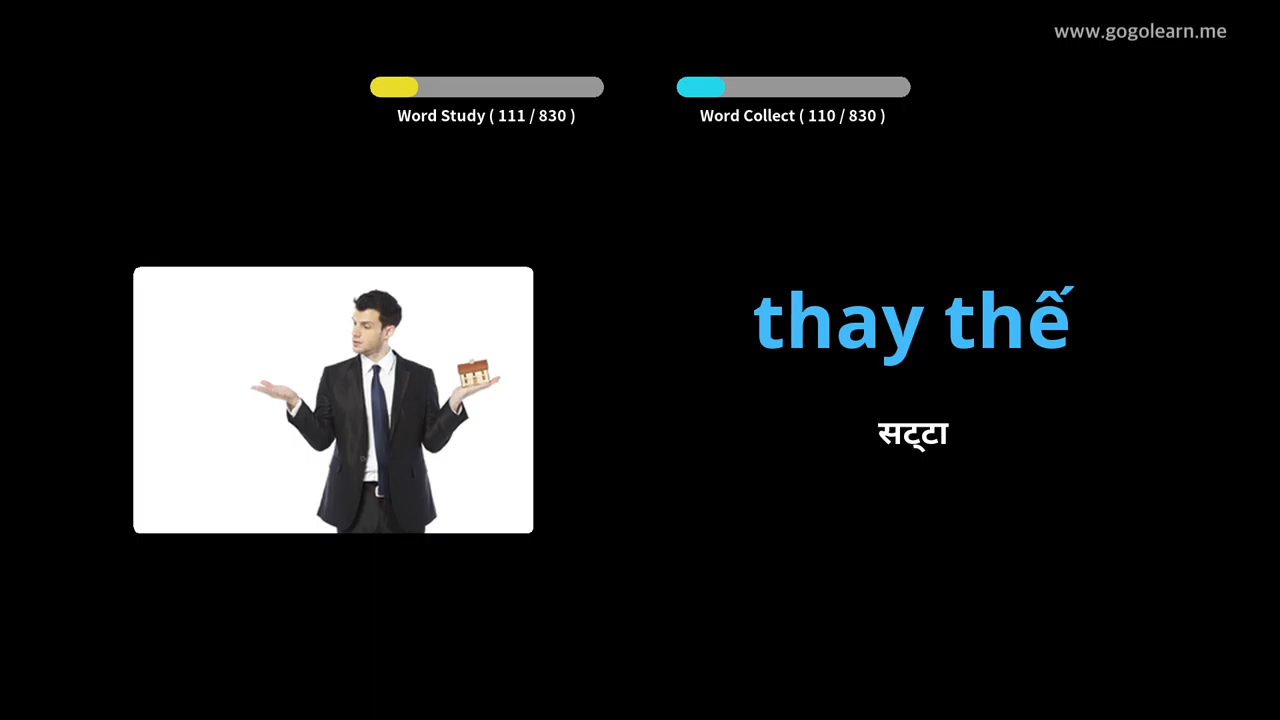 www.gogolearn.me
Word Study ( 111 / 830 )
Word Collect ( 110 / 830 )
thay thế
सट्टा